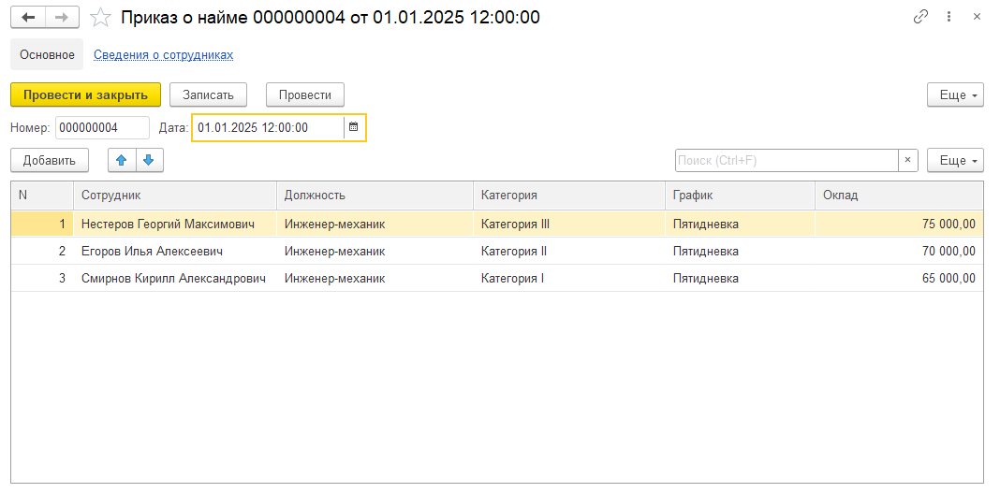 Приказ о найме 000000004 от 01.01.2025 12:00:00
Основное Сведения о сотрудниках
Провести и закрыть Записать Провести Еще
Номер: 000000004 Дата: 01.01.2025 12:00:00
Добавить Поиск (Ctrl+F) × Еще
N Сотрудник Должность Категория График Оклад
1 Нестеров Георгий Максимович Инженер-механик Категория III Пятидневка 75 000,00
2 Егоров Илья Алексеевич Инженер-механик Категория II Пятидневка 70 000,00
3 Смирнов Кирилл Александрович Инженер-механик Категория I Пятидневка 65 000,00